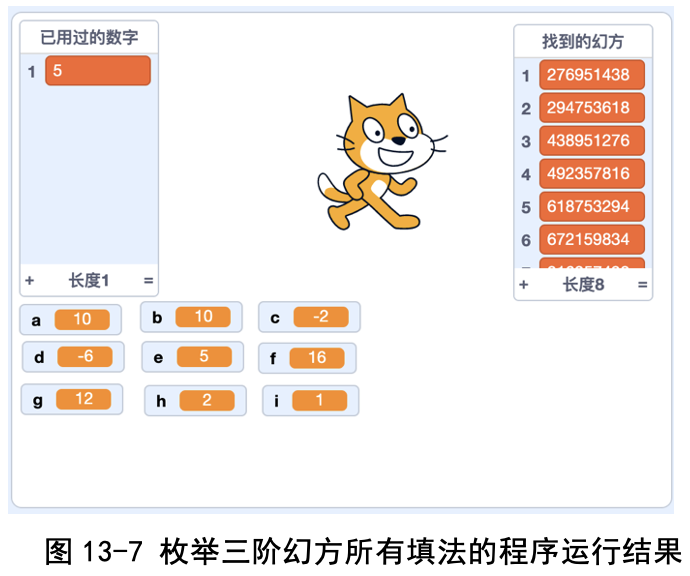 已用过的数字
1 5
+ 长度1 =
找到的幻方
1 276951438
2 294753618
3 438951276
4 492357816
5 618753294
6 672159834
+ 长度8 =
a 10
b 10
c -2
d -6
e 5
f 16
g 12
h 2
i 1
图 13-7 枚举三阶幻方所有填法的程序运行结果